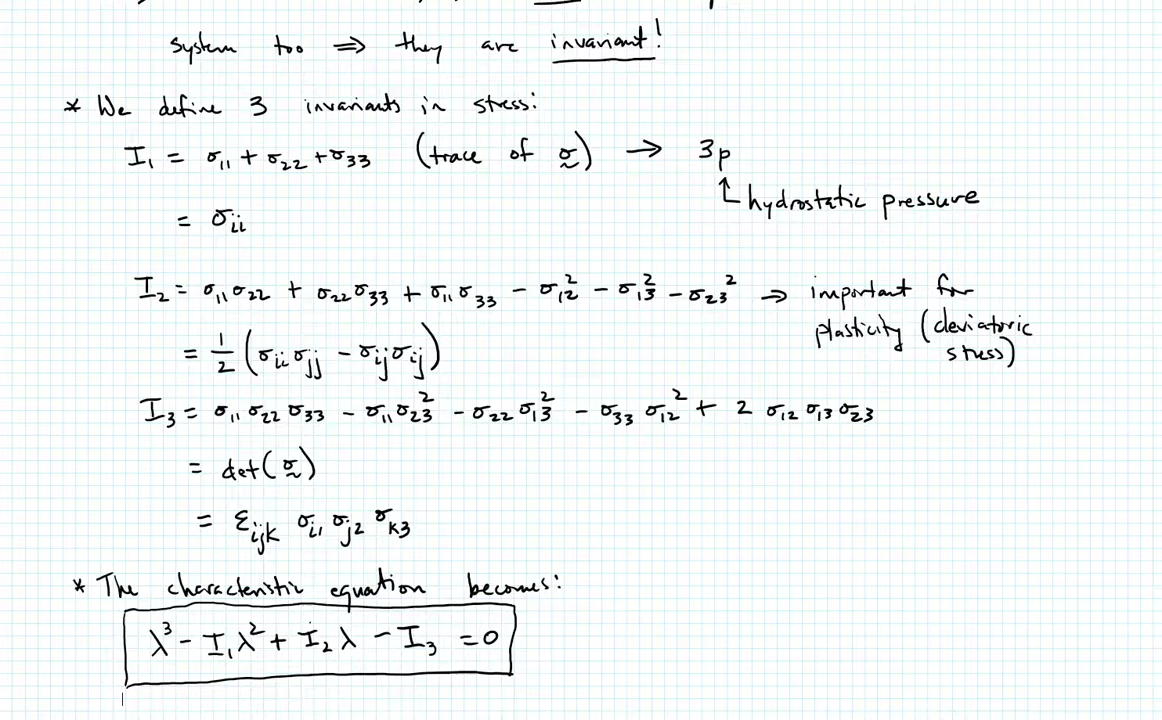 system too ⇒ they are invariant!
* We define 3 invariants in stress:
I₁ = σ₁₁ + σ₂₂ + σ₃₃ (trace of σ̰) → 3p
↑ hydrostatic pressure
= σᵢᵢ
I₂ = σ₁₁σ₂₂ + σ₂₂σ₃₃ + σ₁₁σ₃₃ - σ₁₂² - σ₁₃² - σ₂₃² → important for
plasticity (deviatoric
stress)
= 1/2 (σᵢᵢσⱼⱼ - σᵢⱼσᵢⱼ)
I₃ = σ₁₁σ₂₂σ₃₃ - σ₁₁σ₂₃² - σ₂₂σ₁₃² - σ₃₃σ₁₂² + 2 σ₁₂σ₁₃σ₂₃
= det(σ̰)
= εᵢⱼₖ σᵢ₁ σⱼ₂ σₖ₃
* The characteristic equation becomes:
λ³ - I₁λ² + I₂λ - I₃ = 0